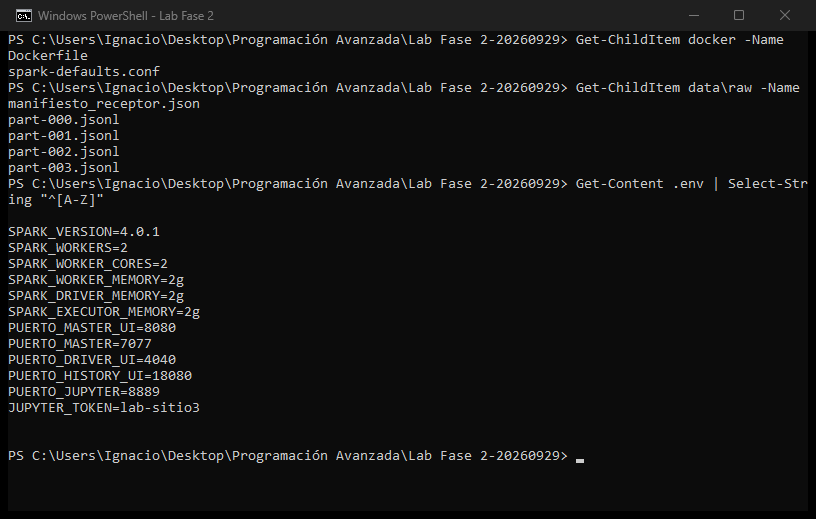 Windows PowerShell - Lab Fase 2
PS C:\Users\Ignacio\Desktop\Programación Avanzada\Lab Fase 2-20260929> Get-ChildItem docker -Name
Dockerfile
spark-defaults.conf
PS C:\Users\Ignacio\Desktop\Programación Avanzada\Lab Fase 2-20260929> Get-ChildItem data\raw -Name
manifiesto_receptor.json
part-000.jsonl
part-001.jsonl
part-002.jsonl
part-003.jsonl
PS C:\Users\Ignacio\Desktop\Programación Avanzada\Lab Fase 2-20260929> Get-Content .env | Select-Str
ing "^[A-Z]"
SPARK_VERSION=4.0.1
SPARK_WORKERS=2
SPARK_WORKER_CORES=2
SPARK_WORKER_MEMORY=2g
SPARK_DRIVER_MEMORY=2g
SPARK_EXECUTOR_MEMORY=2g
PUERTO_MASTER_UI=8080
PUERTO_MASTER=7077
PUERTO_DRIVER_UI=4040
PUERTO_HISTORY_UI=18080
PUERTO_JUPYTER=8889
JUPYTER_TOKEN=lab-sitio3
PS C:\Users\Ignacio\Desktop\Programación Avanzada\Lab Fase 2-20260929>